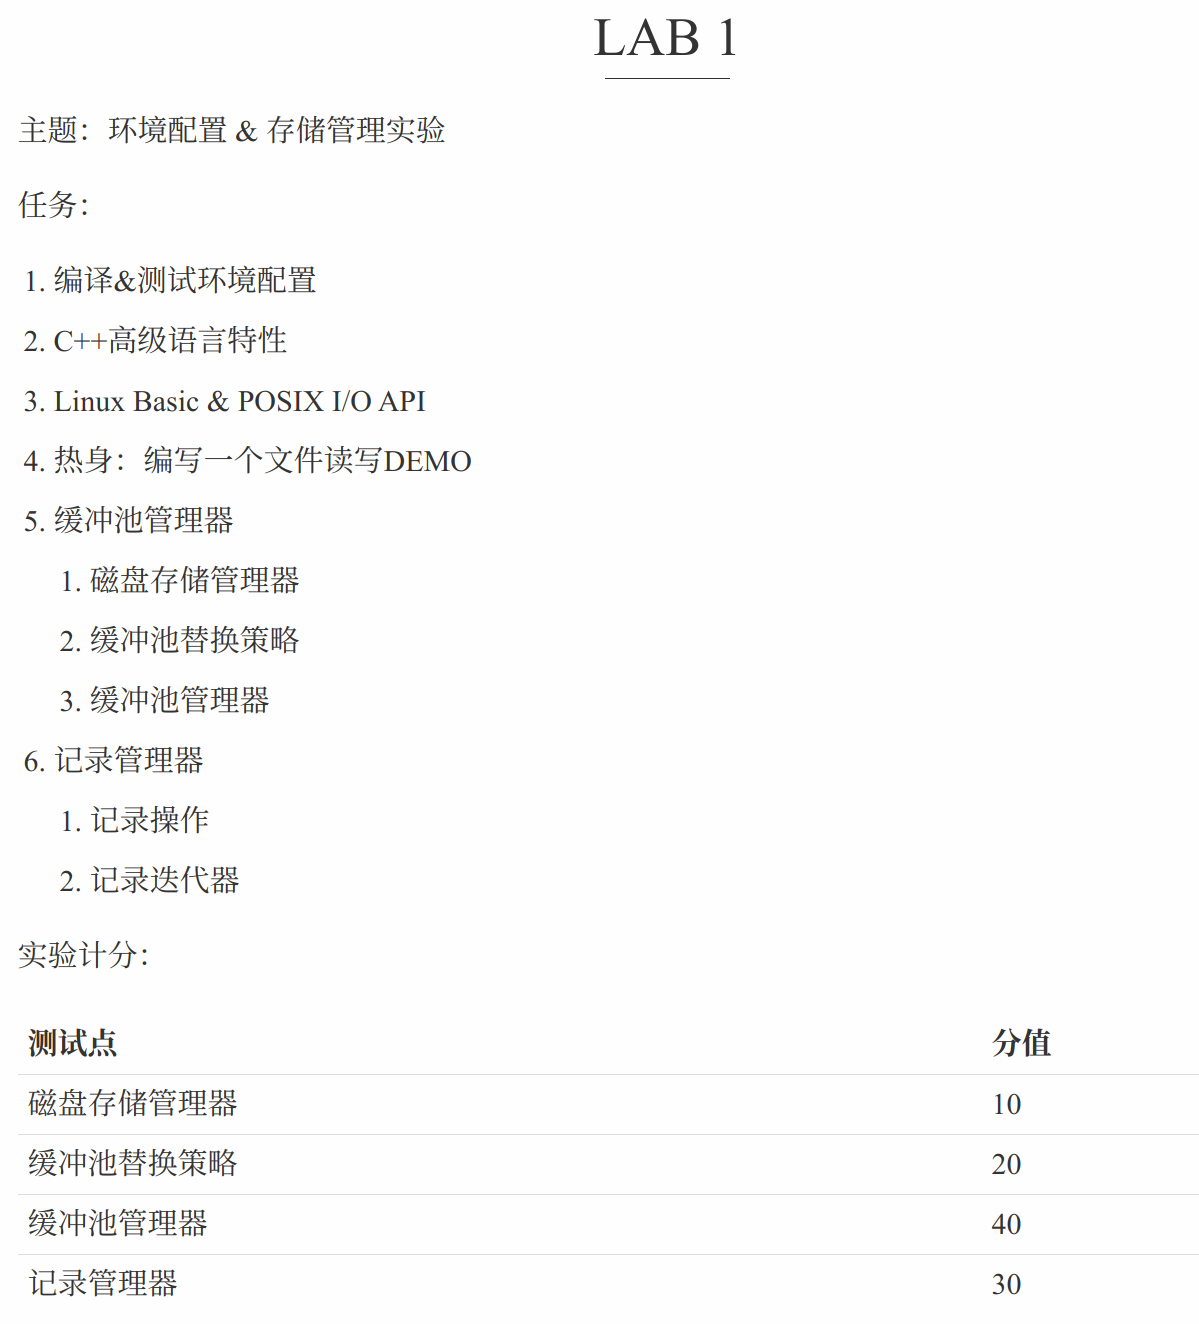 LAB 1
主题：环境配置 & 存储管理实验
任务：
1. 编译&测试环境配置
2. C++高级语言特性
3. Linux Basic & POSIX I/O API
4. 热身：编写一个文件读写DEMO
5. 缓冲池管理器
1. 磁盘存储管理器
2. 缓冲池替换策略
3. 缓冲池管理器
6. 记录管理器
1. 记录操作
2. 记录迭代器
实验计分：
测试点 分值
磁盘存储管理器 10
缓冲池替换策略 20
缓冲池管理器 40
记录管理器 30